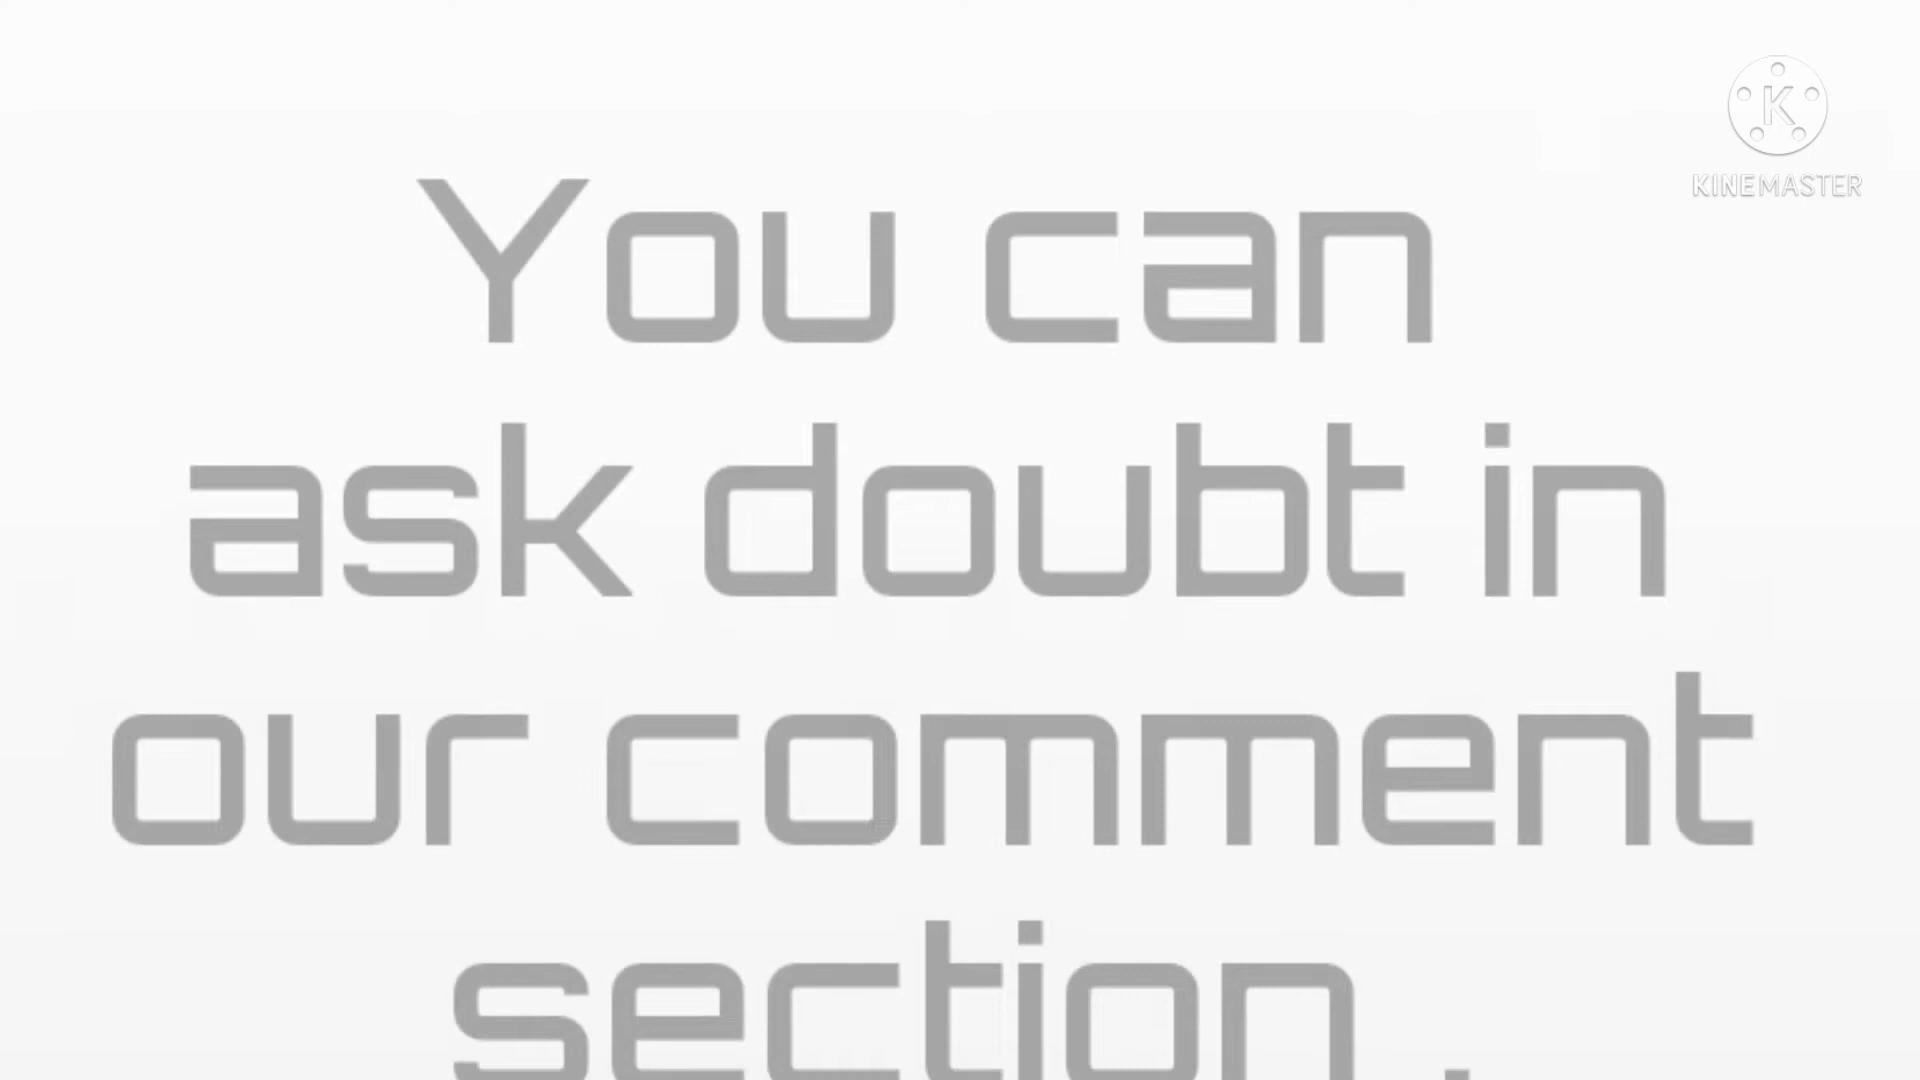 K
KINEMASTER
You can
ask doubt in
our comment
section .